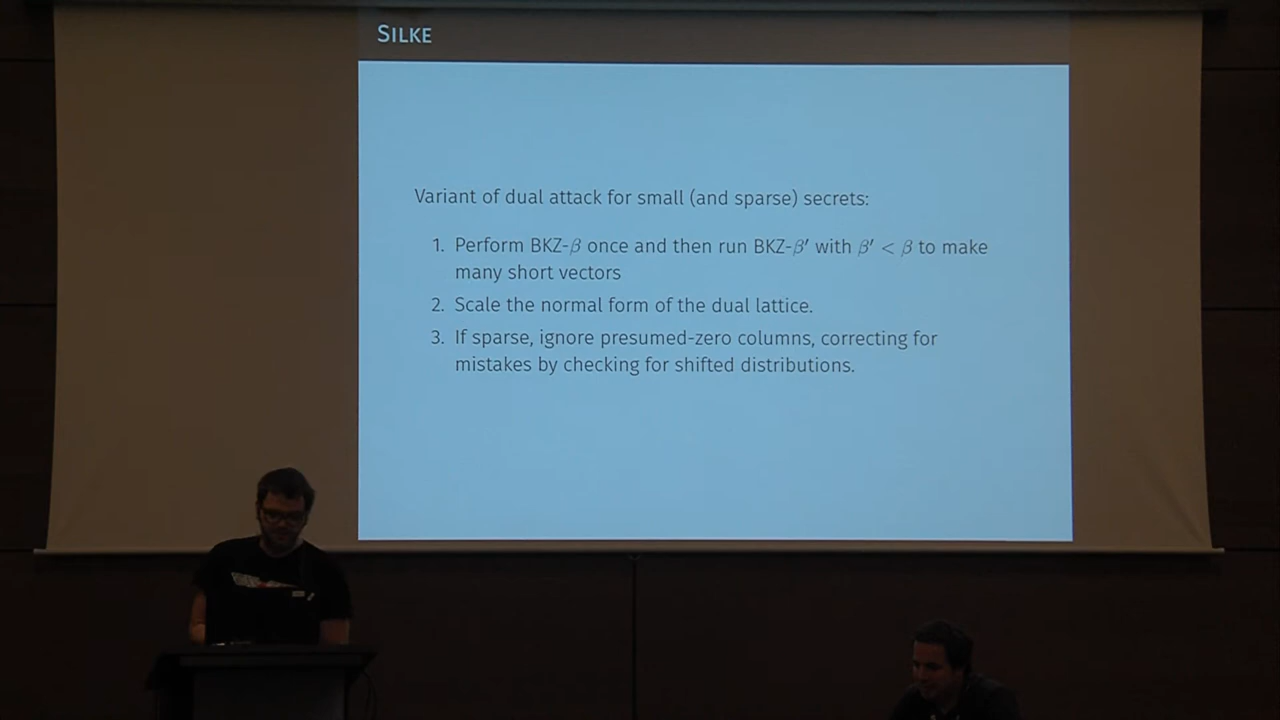 SILKE
Variant of dual attack for small (and sparse) secrets:
1. Perform BKZ-β once and then run BKZ-β′ with β′ < β to make
many short vectors
2. Scale the normal form of the dual lattice.
3. If sparse, ignore presumed-zero columns, correcting for
mistakes by checking for shifted distributions.